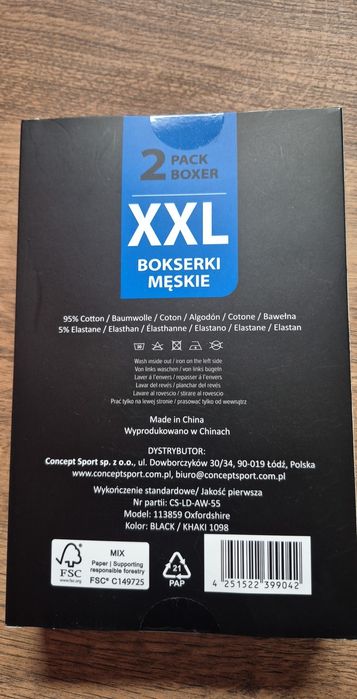 2 PACK BOXER
XXL
BOKSERKI
MĘSKIE
95% Cotton / Baumwolle / Coton / Algodón / Cotone / Bawełna
5% Elastane / Elasthan / Élasthanne / Elastano / Elastane / Elastan
Wash inside out / iron on the left side
Von links waschen / von links bügeln
Laver à l'envers / repasser à l'envers
Lavar del revés / planchar del revés
Lavare al rovescio / stirare al rovescio
Prać tylko na lewej stronie / prasować tylko od wewnątrz
Made in China
Wyprodukowano w Chinach
DYSTRYBUTOR:
Concept Sport sp. z o.o., ul. Dowborczyków 30/34, 90-019 Łódź, Polska
www.conceptsport.com.pl, biuro@conceptsport.com.pl
Wykończenie standardowe/ Jakość pierwsza
Nr partii: CS-LD-AW-55
Model: 113859 Oxfordshire
Kolor: BLACK / KHAKI 1098
FSC
www.fsc.org
MIX
Paper | Supporting
responsible forestry
FSC® C149725
21
PAP
4 251522 399042